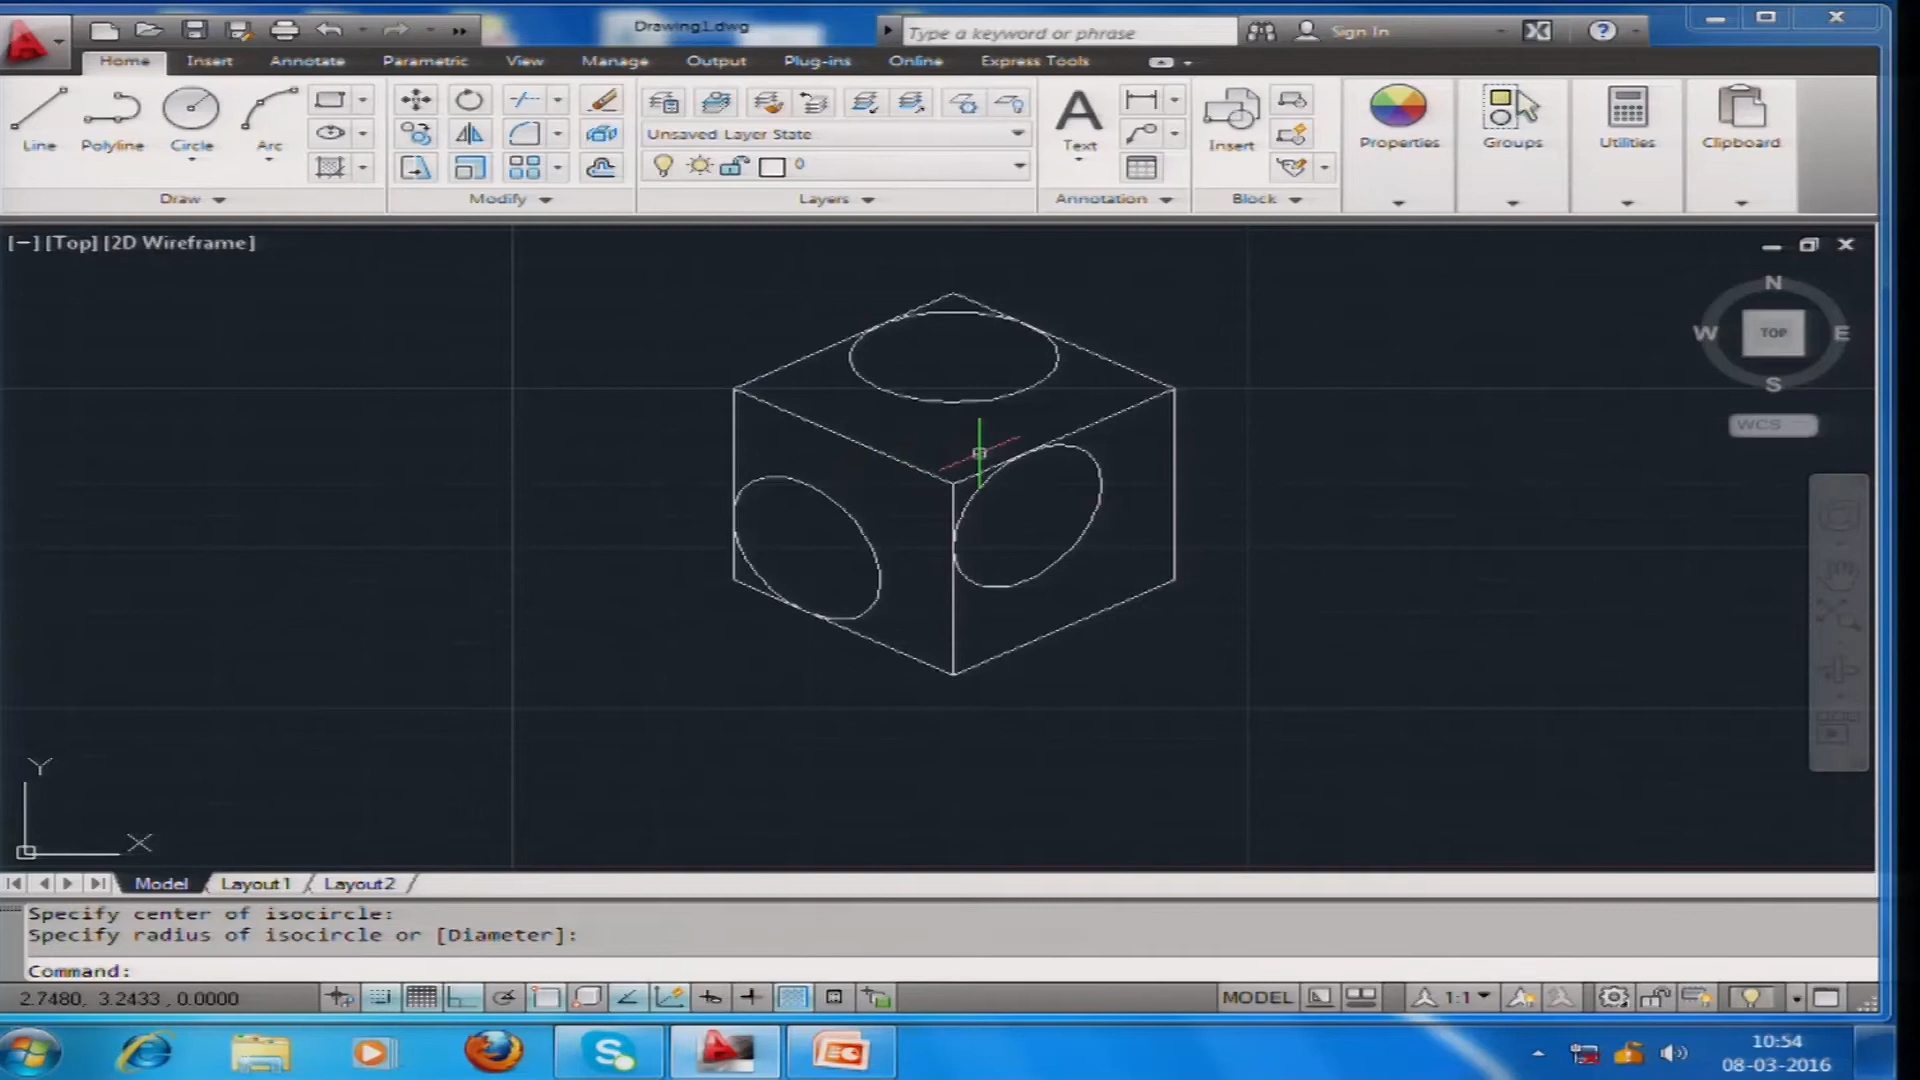 Drawing1.dwg
Type a keyword or phrase
Sign In
Home Insert Annotate Parametric View Manage Output Plug-ins Online Express Tools
Line Polyline Circle Arc
Unsaved Layer State
0
Text
Insert
Properties Groups Utilities Clipboard
Draw Modify Layers Annotation Block
[−] [Top] [2D Wireframe]
N
W TOP E
S
WCS
Y
X
Model Layout1 Layout2
Specify center of isocircle:
Specify radius of isocircle or [Diameter]:
Command:
2.7480, 3.2433, 0.0000
MODEL
1:1
10:54
08-03-2016